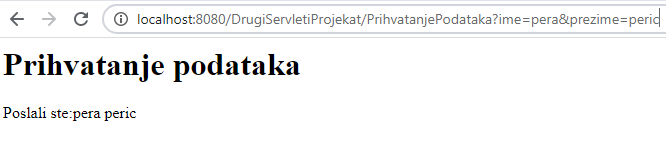 localhost:8080/DrugiServletiProjekat/PrihvatanjePodataka?ime=pera&prezime=peric
Prihvatanje podataka
Poslali ste:pera peric